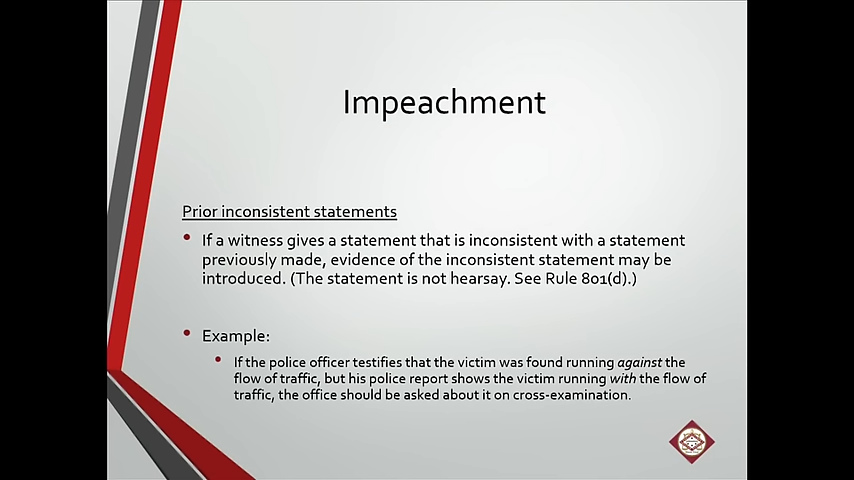 Impeachment
Prior inconsistent statements
• If a witness gives a statement that is inconsistent with a statement
previously made, evidence of the inconsistent statement may be
introduced. (The statement is not hearsay. See Rule 801(d).)
• Example:
• If the police officer testifies that the victim was found running against the
flow of traffic, but his police report shows the victim running with the flow of
traffic, the office should be asked about it on cross-examination.